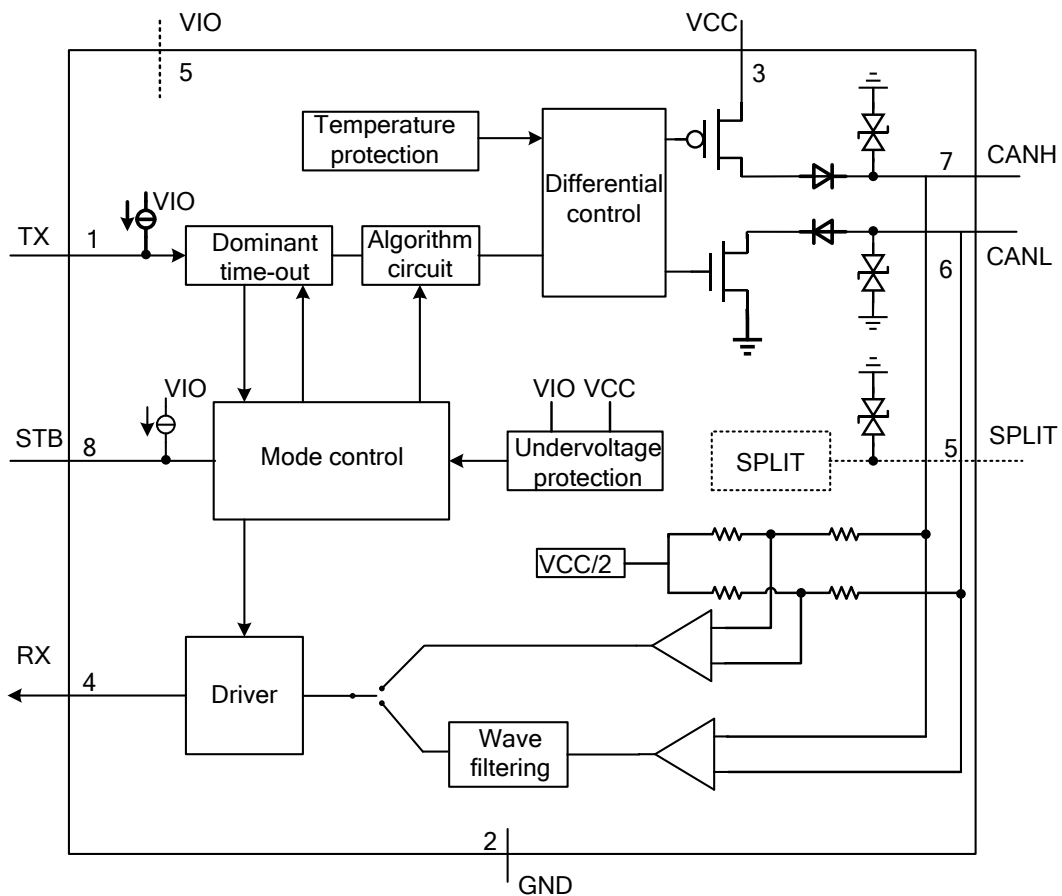 VIO
VCC
5
3
Temperature
protection
Differential
control
7
CANH
VIO
TX
1
Dominant
time-out
Algorithm
circuit
CANL
6
VIO
VIO
VCC
STB
8
Mode control
Undervoltage
protection
SPLIT
5
SPLIT
VCC/2
RX
4
Driver
Wave
filtering
2
GND